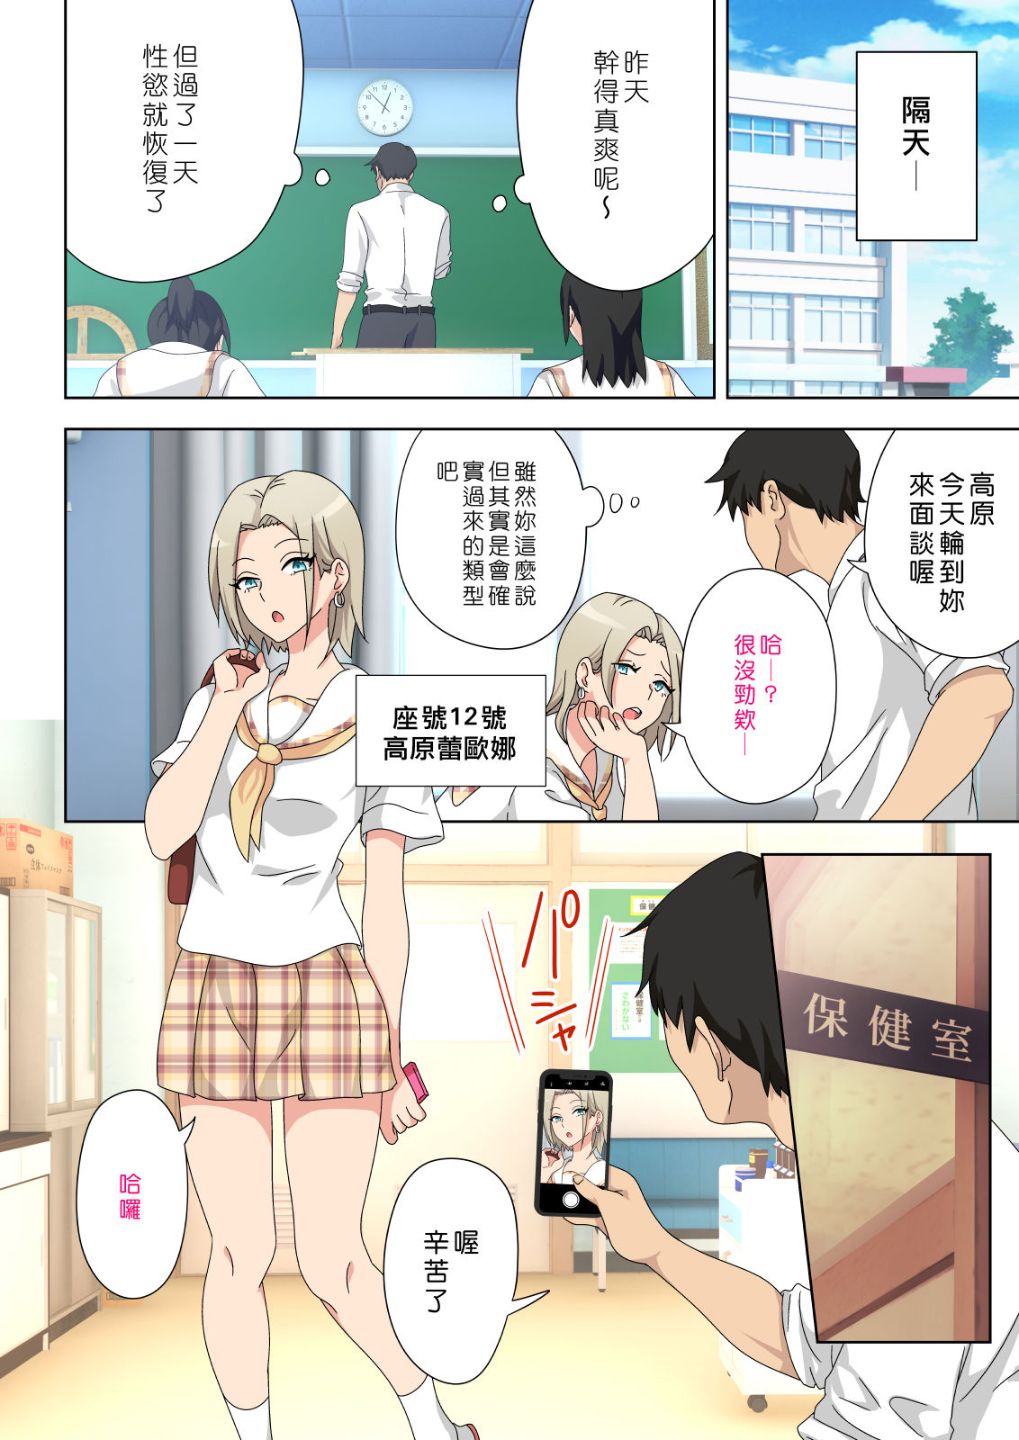 隔天—
昨天
幹得真爽呢～
但過了一天
性慾就恢復了
高原
今天輪到妳
來面談喔
哈—？
很沒勁欸—
雖然妳這麼說
但其實是會確
實過來的類型
吧
座號12號
高原蕾歐娜
保健室
パシャ
喔
辛苦了
哈囉